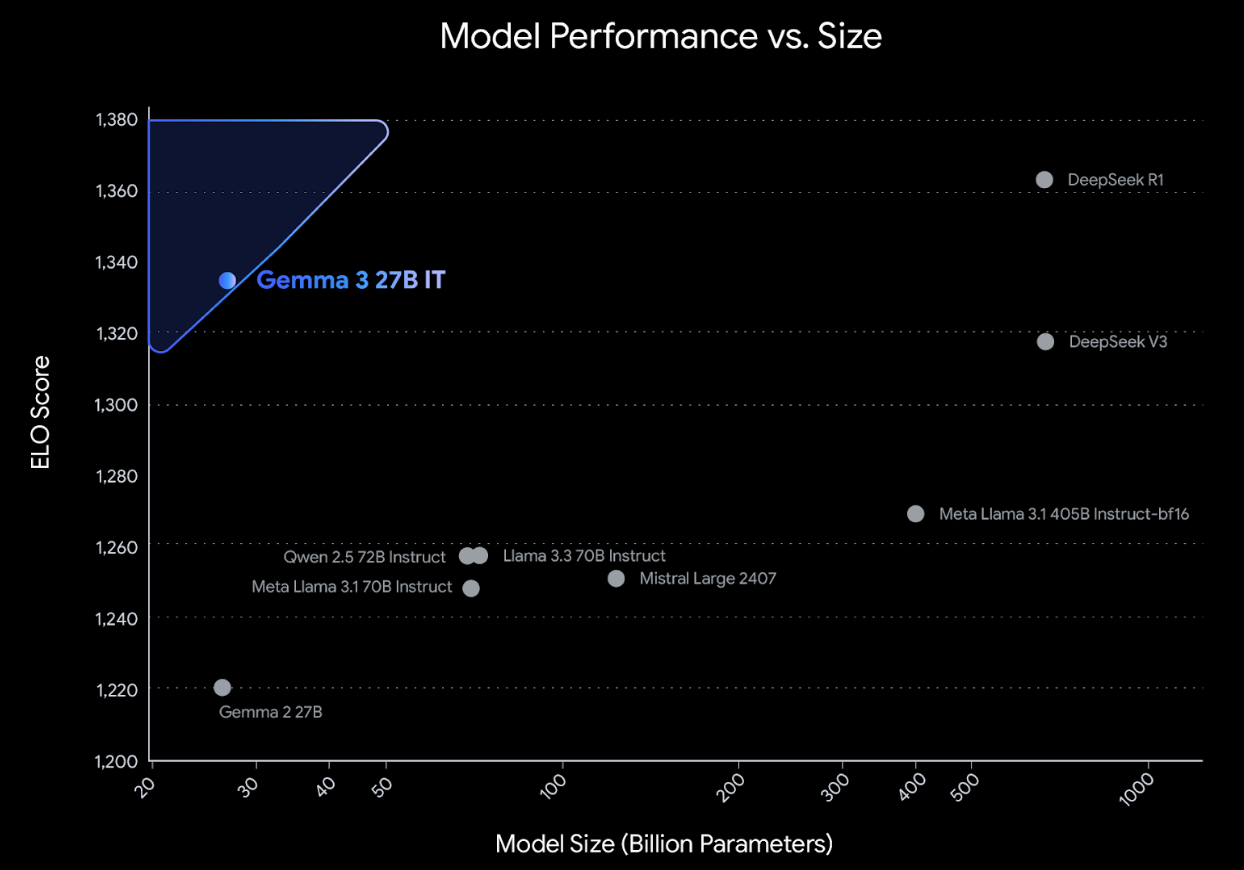 Model Performance vs. Size
ELO Score
1,380
1,360
1,340
1,320
1,300
1,280
1,260
1,240
1,220
1,200
DeepSeek R1
Gemma 3 27B IT
DeepSeek V3
Meta Llama 3.1 405B Instruct-bf16
Qwen 2.5 72B Instruct
Llama 3.3 70B Instruct
Mistral Large 2407
Meta Llama 3.1 70B Instruct
Gemma 2 27B
20
30
40
50
100
200
300
400
500
1000
Model Size (Billion Parameters)